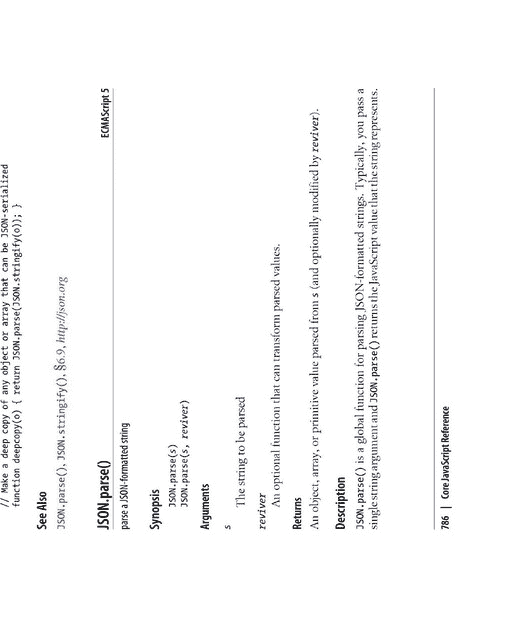 // Make a deep copy of any object or array that can be JSON-serialized
function deepcopy(o) { return JSON.parse(JSON.stringify(o)); }
See Also
JSON.parse(), JSON.stringify(), §6.9, http://json.org
JSON.parse() ECMAScript 5
parse a JSON-formatted string
Synopsis
JSON.parse(s)
JSON.parse(s, reviver)
Arguments
s
The string to be parsed
reviver
An optional function that can transform parsed values.
Returns
An object, array, or primitive value parsed from s (and optionally modified by reviver).
Description
JSON.parse() is a global function for parsing JSON-formatted strings. Typically, you pass a
single string argument and JSON.parse() returns the JavaScript value that the string represents.
786 | Core JavaScript Reference